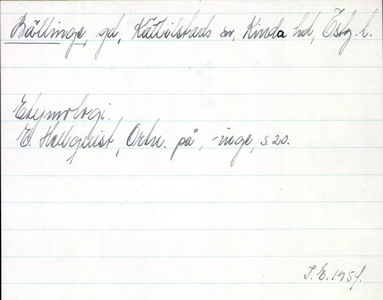 Bällinge, gd, Kättilstads sn, Kinda hd, Östg. l.
Etymologi.
E. Hellquist, Ortn. på, -inge, s. 20.
I. E. 1951.